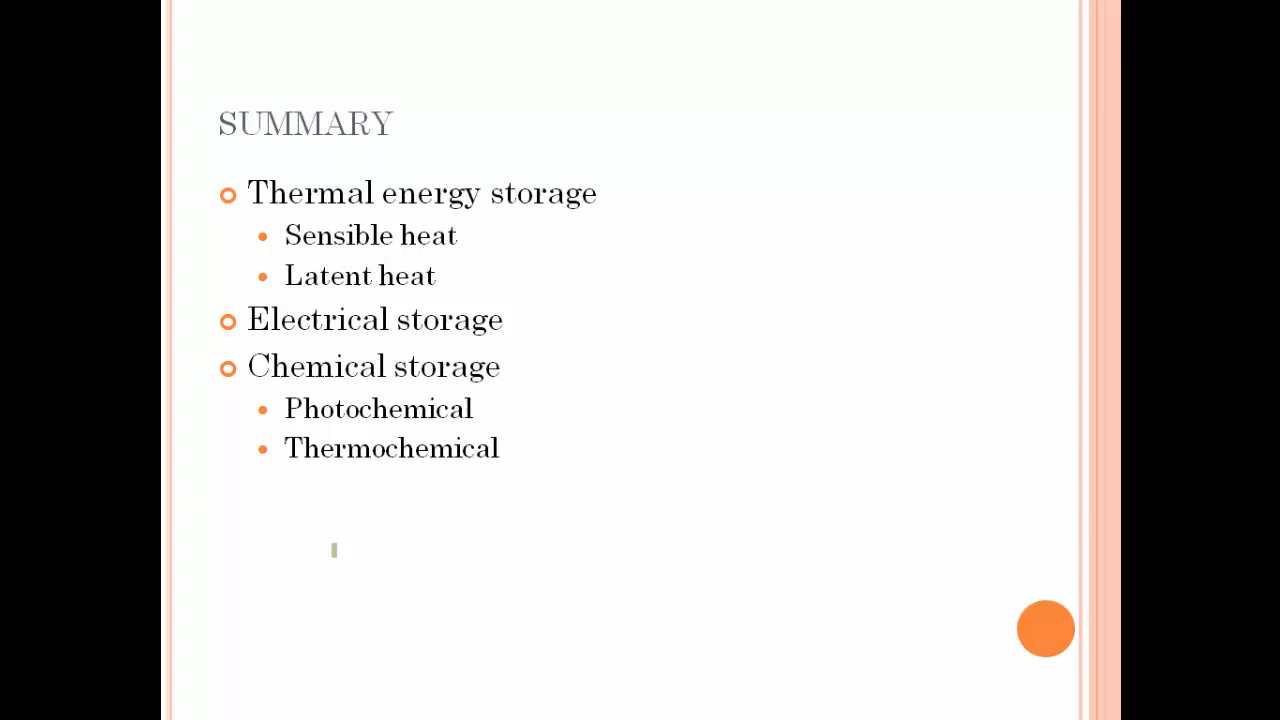 SUMMARY
Thermal energy storage
Sensible heat
Latent heat
Electrical storage
Chemical storage
Photochemical
Thermochemical